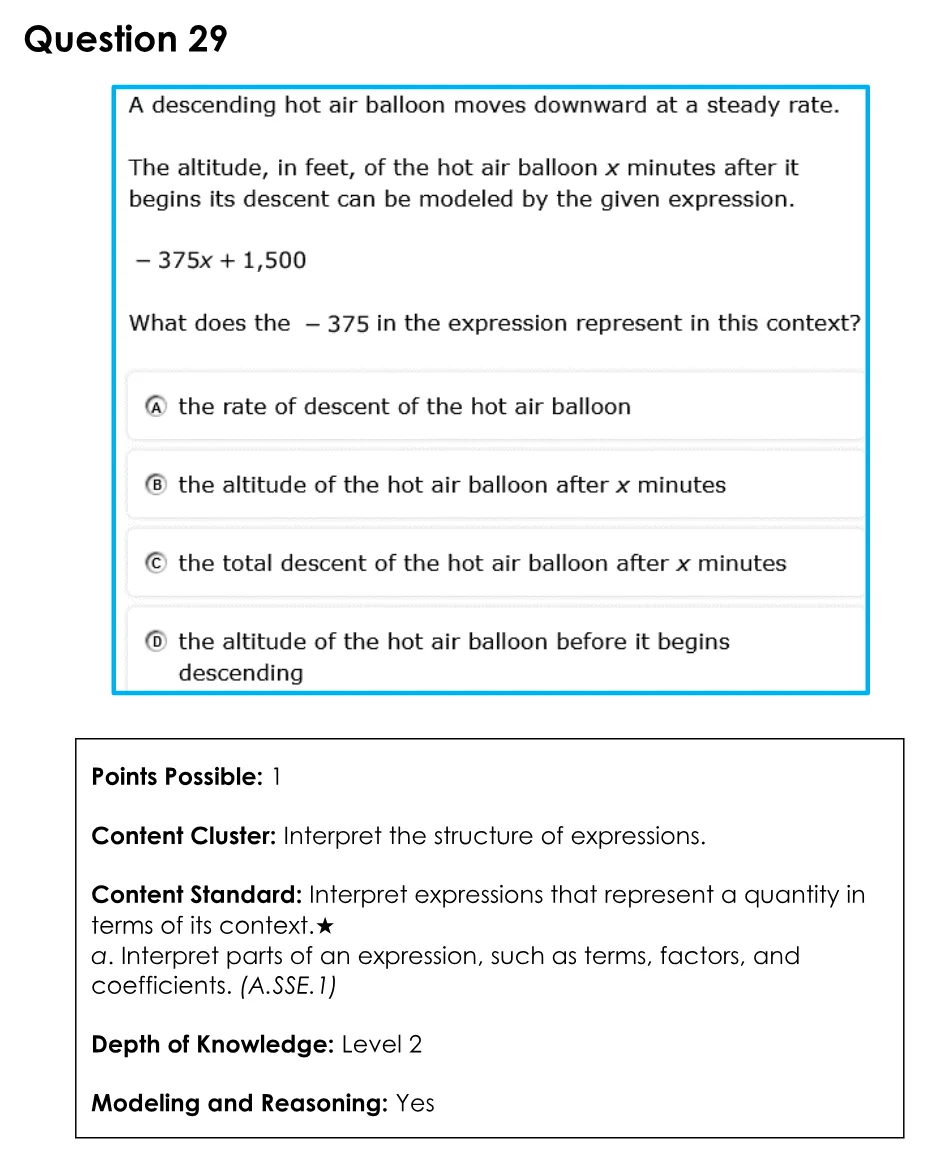 Question 29
A descending hot air balloon moves downward at a steady rate.
The altitude, in feet, of the hot air balloon x minutes after it
begins its descent can be modeled by the given expression.
− 375x + 1,500
What does the − 375 in the expression represent in this context?
Ⓐ the rate of descent of the hot air balloon
Ⓑ the altitude of the hot air balloon after x minutes
Ⓒ the total descent of the hot air balloon after x minutes
Ⓓ the altitude of the hot air balloon before it begins
descending
Points Possible: 1
Content Cluster: Interpret the structure of expressions.
Content Standard: Interpret expressions that represent a quantity in
terms of its context.★
a. Interpret parts of an expression, such as terms, factors, and
coefficients. (A.SSE.1)
Depth of Knowledge: Level 2
Modeling and Reasoning: Yes